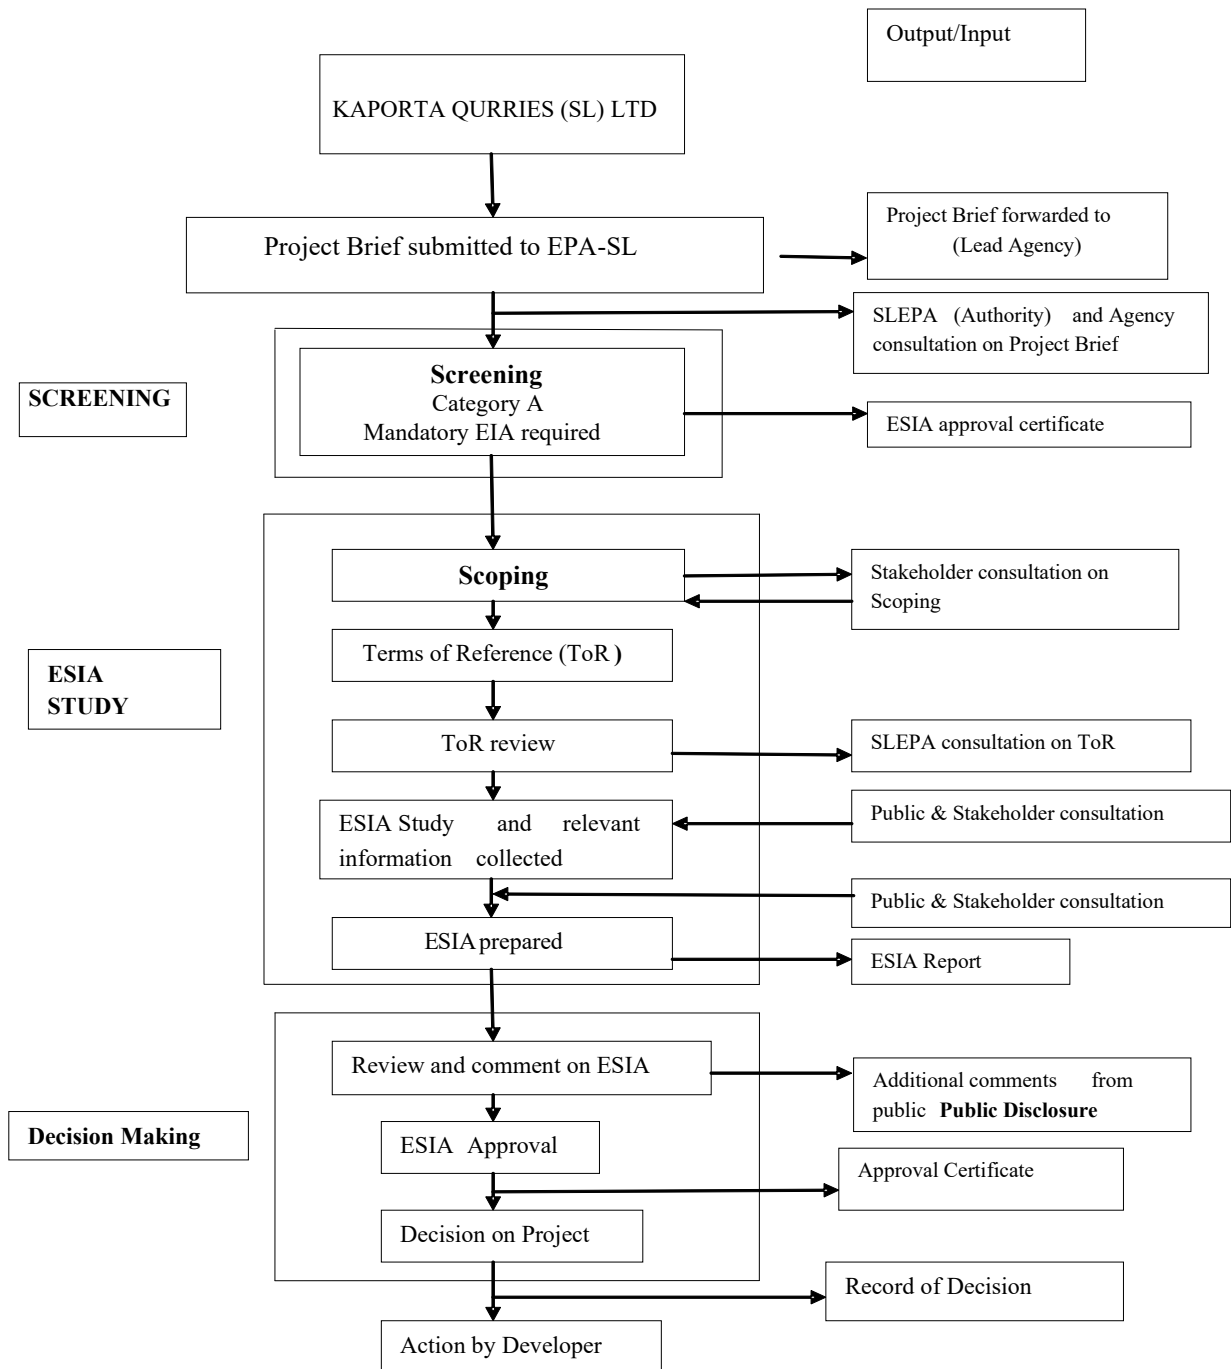 Output/Input
KAPORTA QURRIES (SL) LTD
Project Brief submitted to EPA-SL
Project Brief forwarded to
(Lead Agency)
SLEPA (Authority) and Agency
consultation on Project Brief
SCREENING
Screening
Category A
Mandatory EIA required
ESIA approval certificate
Scoping
Stakeholder consultation on
Scoping
Terms of Reference (ToR)
ESIA
STUDY
ToR review
SLEPA consultation on ToR
ESIA Study and relevant
information collected
Public & Stakeholder consultation
Public & Stakeholder consultation
ESIA prepared
ESIA Report
Review and comment on ESIA
Additional comments from
public Public Disclosure
Decision Making
ESIA Approval
Approval Certificate
Decision on Project
Record of Decision
Action by Developer